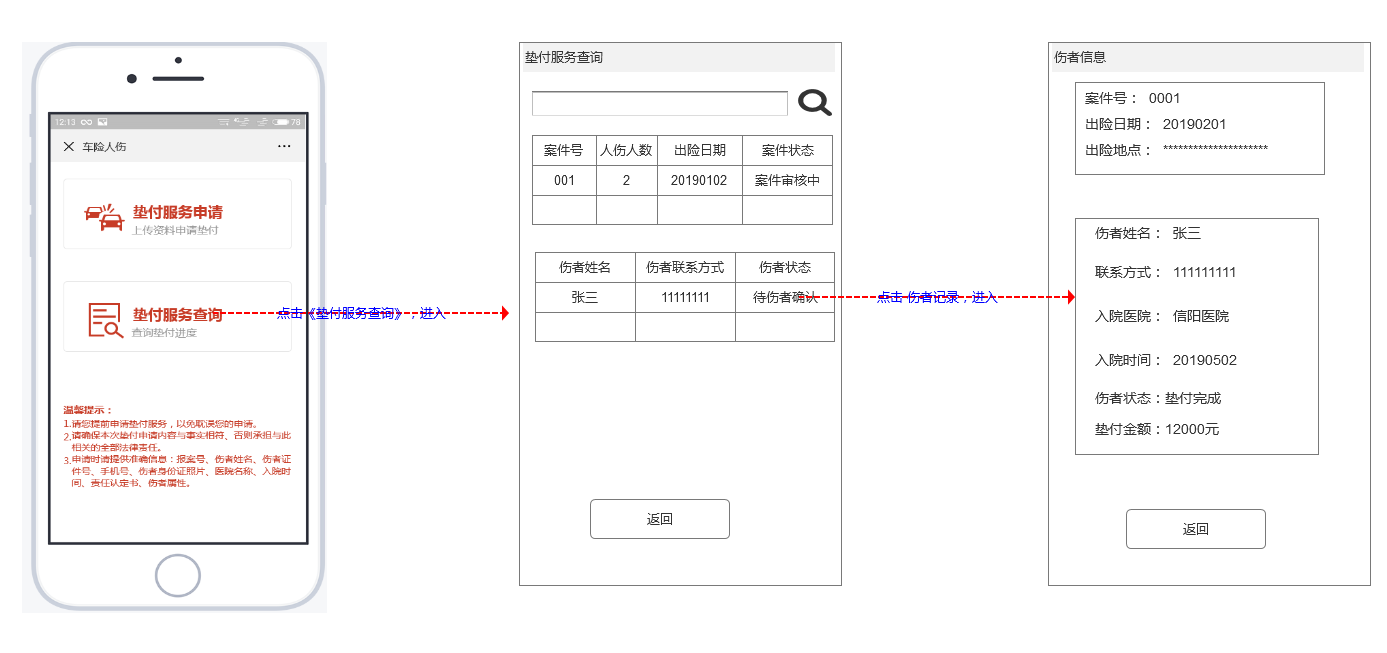 12:13
78
车险人伤
垫付服务申请
上传资料申请垫付
垫付服务查询
查询垫付进度
温馨提示：
1.请您提前申请垫付服务，以免耽误您的申请。
2.请确保本次垫付申请内容与事实相符、否则承担与此
相关的全部法律责任。
3.申请时请提供准确信息：报案号、伤者姓名、伤者证
件号、手机号、伤者身份证照片、医院名称、入院时
间、责任认定书、伤者属性。
点击《垫付服务查询》，进入
垫付服务查询
案件号 人伤人数 出险日期 案件状态
001 2 20190102 案件审核中
伤者姓名 伤者联系方式 伤者状态
张三 11111111 待伤者确认
返回
点击 伤者记录，进入
伤者信息
案件号： 0001
出险日期： 20190201
出险地点： *********************
伤者姓名： 张三
联系方式： 111111111
入院医院： 信阳医院
入院时间： 20190502
伤者状态：垫付完成
垫付金额：12000元
返回